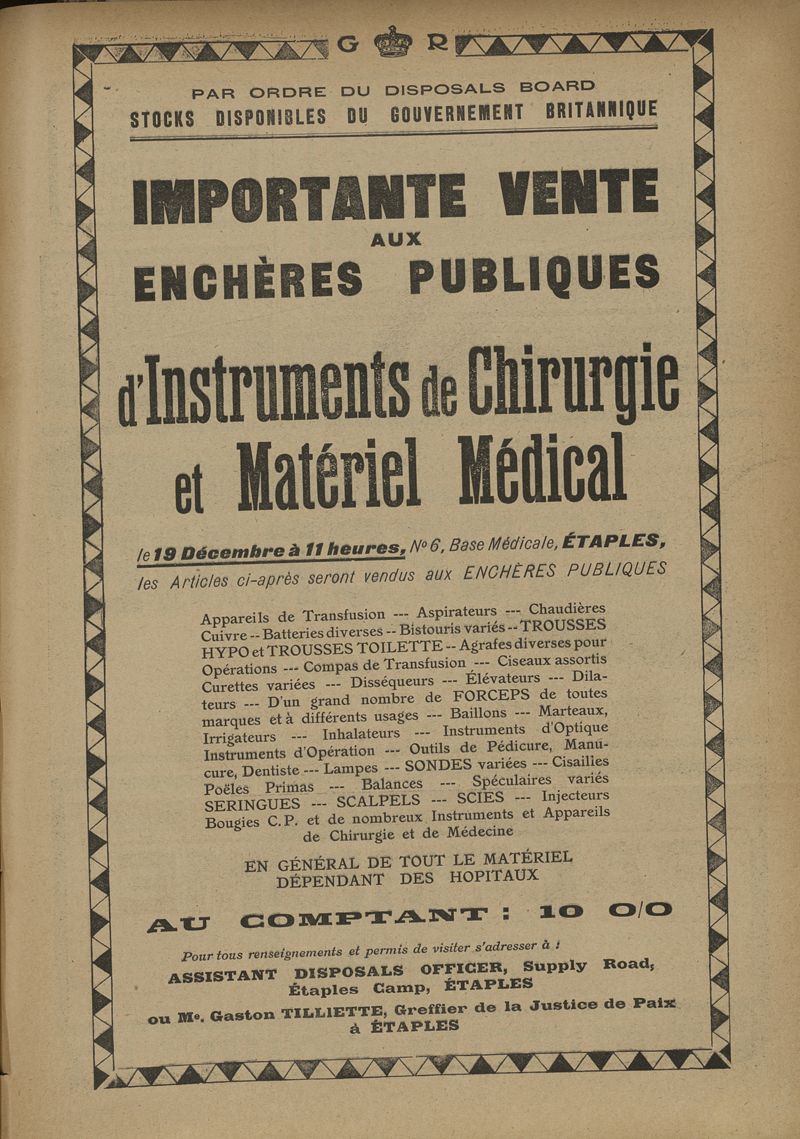 G R
PAR ORDRE DU DISPOSALS BOARD
STOCKS DISPONIBLES DU GOUVERNEMENT BRITANNIQUE
IMPORTANTE VENTE
AUX
ENCHÈRES PUBLIQUES
d'Instruments de Chirurgie
et Matériel Médical
le 19 Décembre à 11 heures, Nº 6, Base Médicale, ÉTAPLES,
les Articles ci-après seront vendus aux ENCHÈRES PUBLIQUES
Appareils de Transfusion --- Aspirateurs --- Chaudières
Cuivre -- Batteries diverses -- Bistouris variés -- TROUSSES
HYPO et TROUSSES TOILETTE -- Agrafes diverses pour
Opérations --- Compas de Transfusion --- Ciseaux assortis
Curettes variées --- Disséqueurs --- Élévateurs --- Dila-
teurs --- D'un grand nombre de FORCEPS de toutes
marques et à différents usages --- Baillons --- Marteaux,
Irrigateurs --- Inhalateurs --- Instruments d'Optique
Instruments d'Opération --- Outils de Pédicure, Manu-
cure, Dentiste --- Lampes --- SONDES variées --- Cisailles
Poëles Primas --- Balances --- Spéculaires variés
SERINGUES --- SCALPELS --- SCIES --- Injecteurs
Bougies C. P. et de nombreux Instruments et Appareils
de Chirurgie et de Médecine
EN GÉNÉRAL DE TOUT LE MATÉRIEL
DÉPENDANT DES HOPITAUX
AU COMPTANT : 10 0/0
Pour tous renseignements et permis de visiter s'adresser à :
ASSISTANT DISPOSALS OFFICER, Supply Road,
Étaples Camp, ÉTAPLES
ou Me. Gaston TILLIETTE, Greffier de la Justice de Paix
à ÉTAPLES